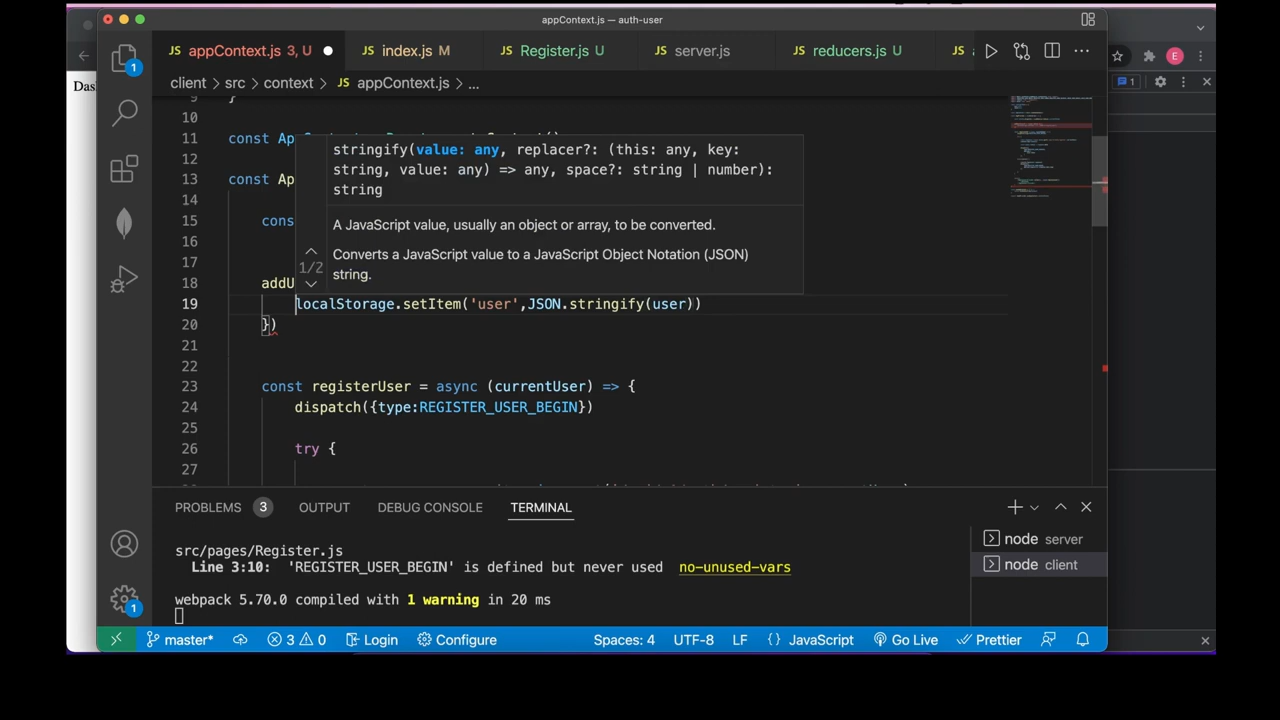 appContext.js — auth-user
JS appContext.js 3, U JS index.js M JS Register.js U JS server.js JS reducers.js U JS
client > src > context > JS appContext.js > ...
Das
E
1
1
9 }
10
11 const Ap
12
13 const Ap
14
15 cons
16
17
18 addU
stringify(value: any, replacer?: (this: any, key:
string, value: any) => any, space?: string | number):
string
A JavaScript value, usually an object or array, to be converted.
Converts a JavaScript value to a JavaScript Object Notation (JSON)
string.
1/2
19 localStorage.setItem('user',JSON.stringify(user))
20 })
21
22
23 const registerUser = async (currentUser) => {
24 dispatch({type:REGISTER_USER_BEGIN})
25
26 try {
27
PROBLEMS 3 OUTPUT DEBUG CONSOLE TERMINAL
src/pages/Register.js
Line 3:10: 'REGISTER_USER_BEGIN' is defined but never used no-unused-vars
webpack 5.70.0 compiled with 1 warning in 20 ms
node server
node client
1
master* 3 0 Login Configure Spaces: 4 UTF-8 LF {} JavaScript Go Live Prettier